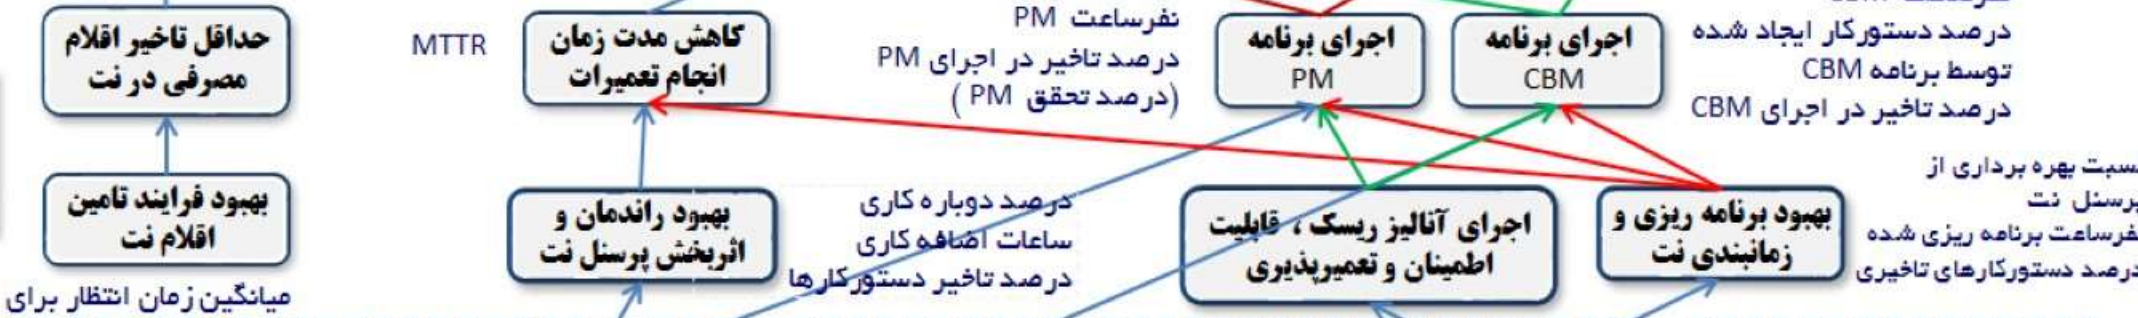 درصد دستورکار ایجاد شده
توسط برنامه CBM
درصد تاخیر در اجرای CBM
اجرای برنامه
CBM
اجرای برنامه
PM
نفرساعت PM
درصد تاخیر در اجرای PM
(درصد تحقق PM )
کاهش مدت زمان
انجام تعمیرات
MTTR
حداقل تاخیر اقلام
مصرفی در نت
نسبت بهره برداری از
پرسنل نت
نفرساعت برنامه ریزی شده
درصد دستورکارهای تاخیری
بهبود برنامه ریزی و
زمانبندی نت
اجرای آنالیز ریسک ، قابلیت
اطمینان و تعمیرپذیری
درصد دوباره کاری
ساعات اضافه کاری
درصد تاخیر دستورکارها
بهبود راندمان و
اثربخش پرسنل نت
بهبود فرایند تامین
اقلام نت
میانگین زمان انتظار برای